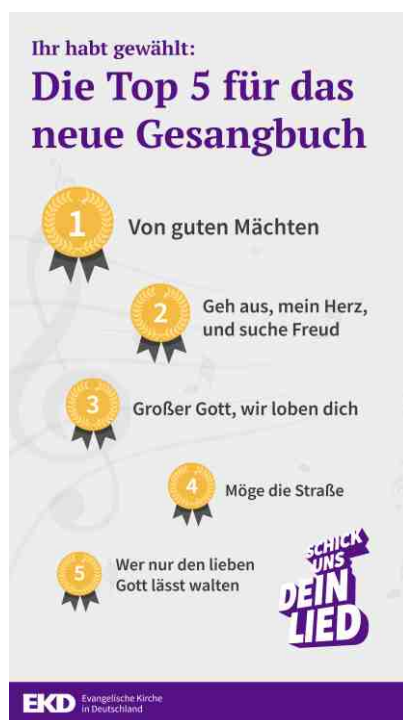 Ihr habt gewählt:
Die Top 5 für das
neue Gesangbuch
1
Von guten Mächten
2
Geh aus, mein Herz,
und suche Freud
3
Großer Gott, wir loben dich
4
Möge die Straße
5
Wer nur den lieben
Gott lässt walten
SCHICK
UNS
DEIN
LIED
EKD
Evangelische Kirche
in Deutschland